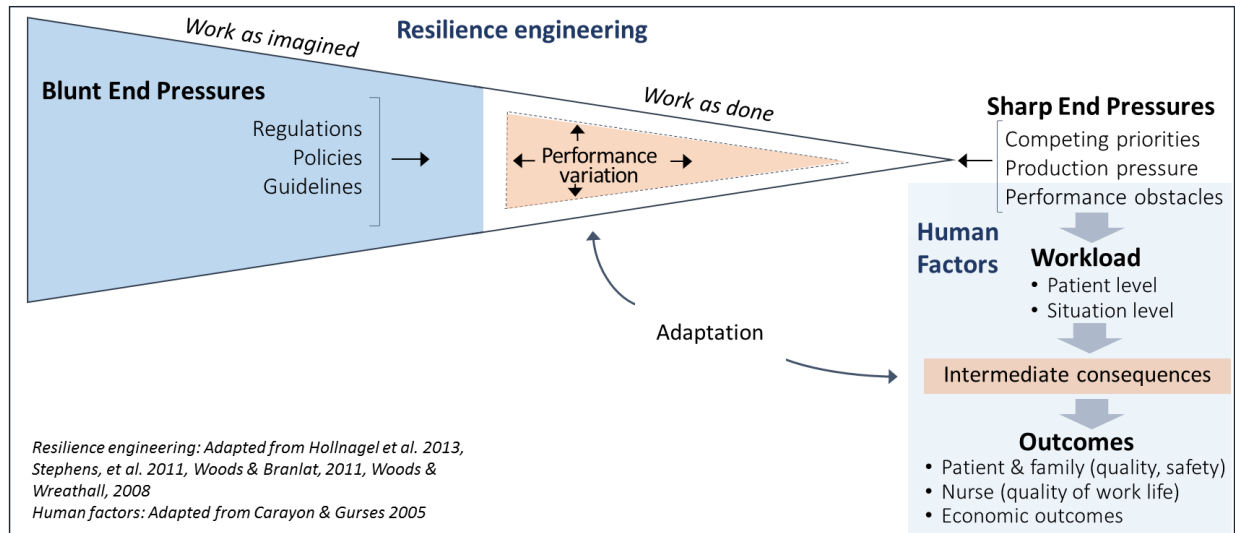 Work as imagined
Resilience engineering
Blunt End Pressures
Regulations
Policies
Guidelines
Work as done
Performance
variation
Sharp End Pressures
Competing priorities
Production pressure
Performance obstacles
Human
Factors
Workload
• Patient level
• Situation level
Adaptation
Intermediate consequences
Outcomes
• Patient & family (quality, safety)
• Nurse (quality of work life)
• Economic outcomes
Resilience engineering: Adapted from Hollnagel et al. 2013,
Stephens, et al. 2011, Woods & Branlat, 2011, Woods &
Wreathall, 2008
Human factors: Adapted from Carayon & Gurses 2005